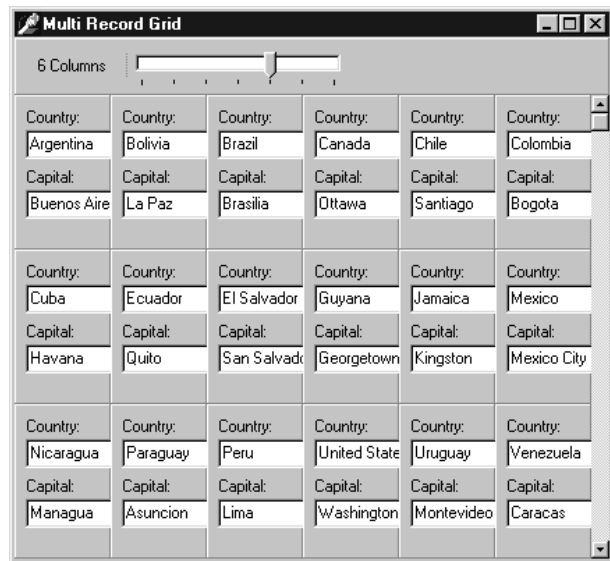 Multi Record Grid
6 Columns
Country: Country: Country: Country: Country: Country:
Argentina Bolivia Brazil Canada Chile Colombia
Capital: Capital: Capital: Capital: Capital: Capital:
Buenos Aire La Paz Brasilia Ottawa Santiago Bogota
Country: Country: Country: Country: Country: Country:
Cuba Ecuador El Salvador Guyana Jamaica Mexico
Capital: Capital: Capital: Capital: Capital: Capital:
Havana Quito San Salvado Georgetown Kingston Mexico City
Country: Country: Country: Country: Country: Country:
Nicaragua Paraguay Peru United State Uruguay Venezuela
Capital: Capital: Capital: Capital: Capital: Capital:
Managua Asuncion Lima Washington Montevideo Caracas